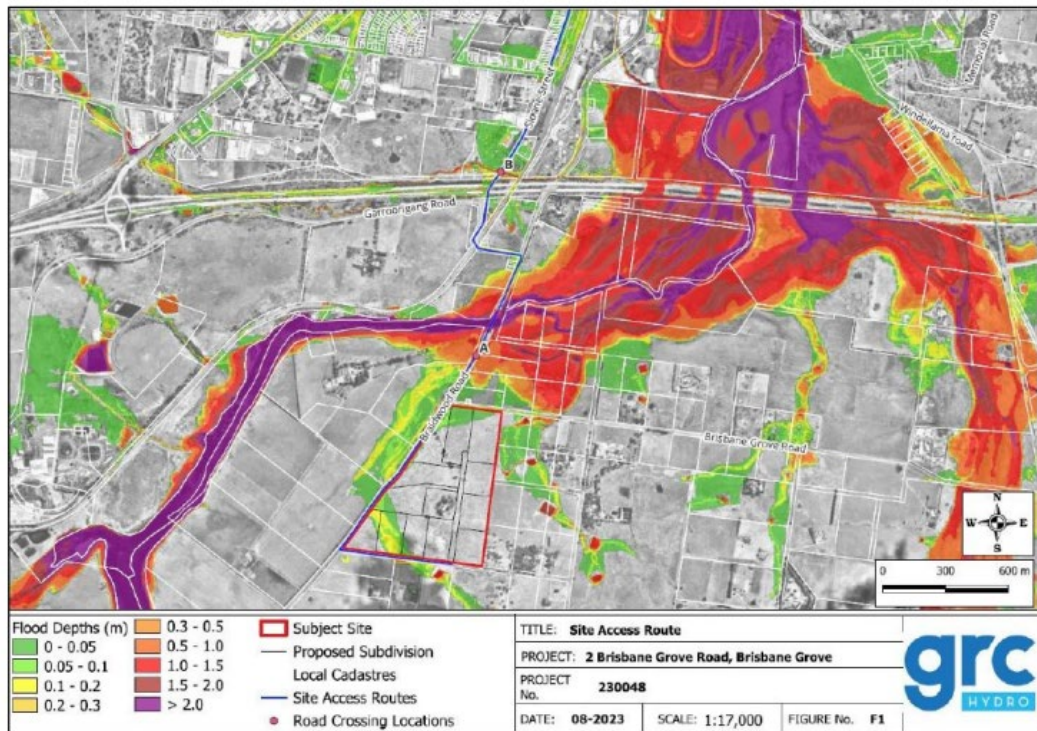 Sloane Street
Memorial Road
Windellama road
B
Garroorigang Road
A
Braidwood Road
Brisbane Grove Road
N
W E
S
0 300 600 m
Flood Depths (m)
0 - 0.05
0.05 - 0.1
0.1 - 0.2
0.2 - 0.3
0.3 - 0.5
0.5 - 1.0
1.0 - 1.5
1.5 - 2.0
> 2.0
Subject Site
Proposed Subdivision
Local Cadastres
Site Access Routes
Road Crossing Locations
TITLE: Site Access Route
PROJECT: 2 Brisbane Grove Road, Brisbane Grove
PROJECT No. 230048
DATE: 08-2023 SCALE: 1:17,000 FIGURE No. F1
grc
HYDRO